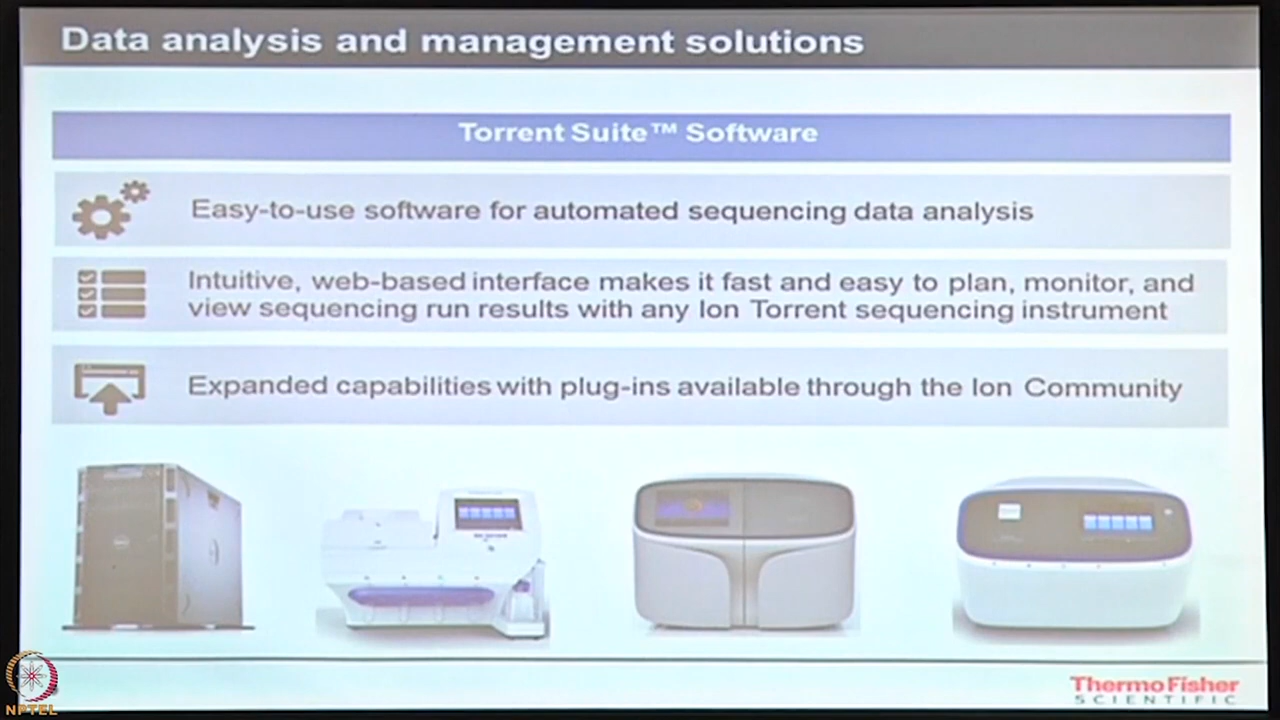 Data analysis and management solutions
Torrent Suite™ Software
Easy-to-use software for automated sequencing data analysis
Intuitive, web-based interface makes it fast and easy to plan, monitor, and
view sequencing run results with any Ion Torrent sequencing instrument
Expanded capabilities with plug-ins available through the Ion Community
NPTEL
ThermoFisher
SCIENTIFIC